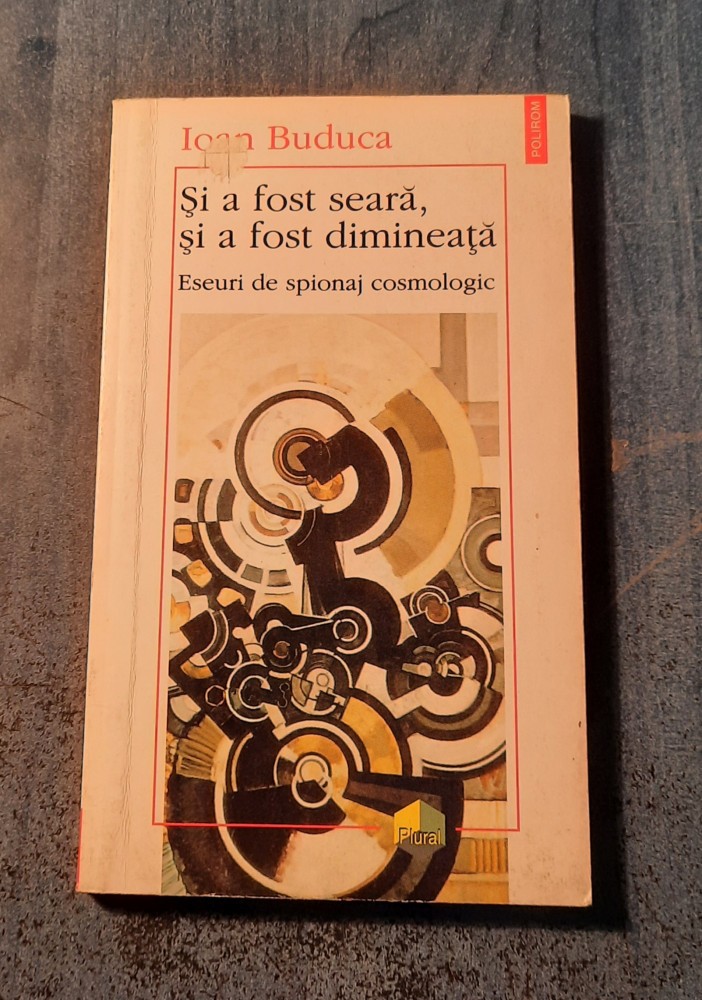 Ioan Buduca
POLIROM
Şi a fost seară,
şi a fost dimineaţă
Eseuri de spionaj cosmologic
Plural